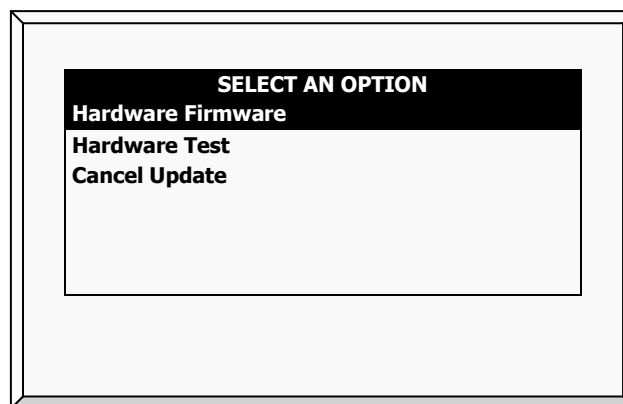 SELECT AN OPTION
Hardware Firmware
Hardware Test
Cancel Update